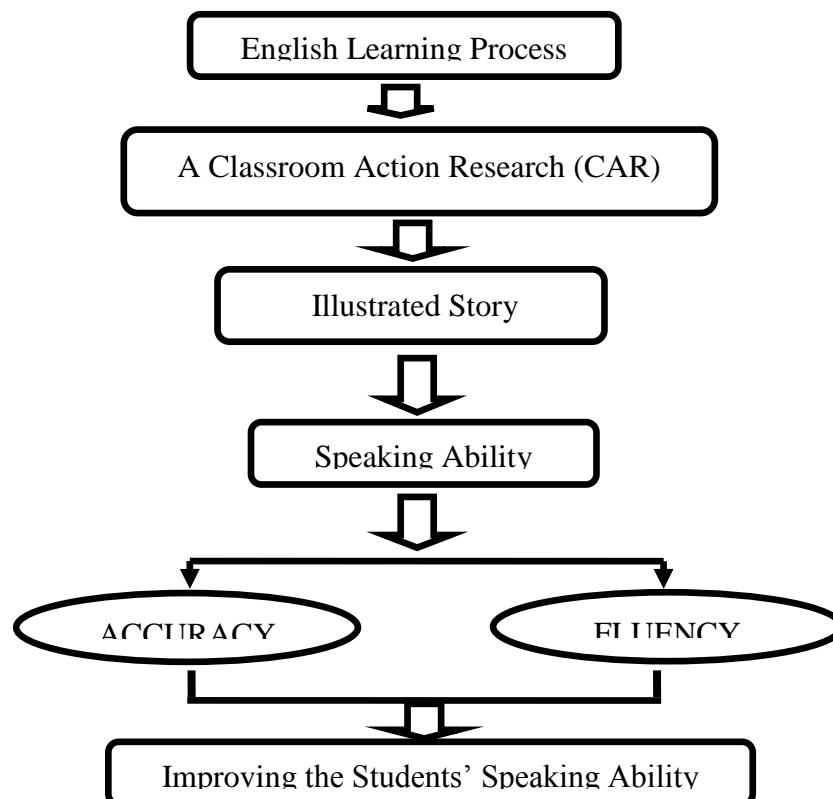 English Learning Process
A Classroom Action Research (CAR)
Illustrated Story
Speaking Ability
ACCURACY
FLUENCY
Improving the Students’ Speaking Ability